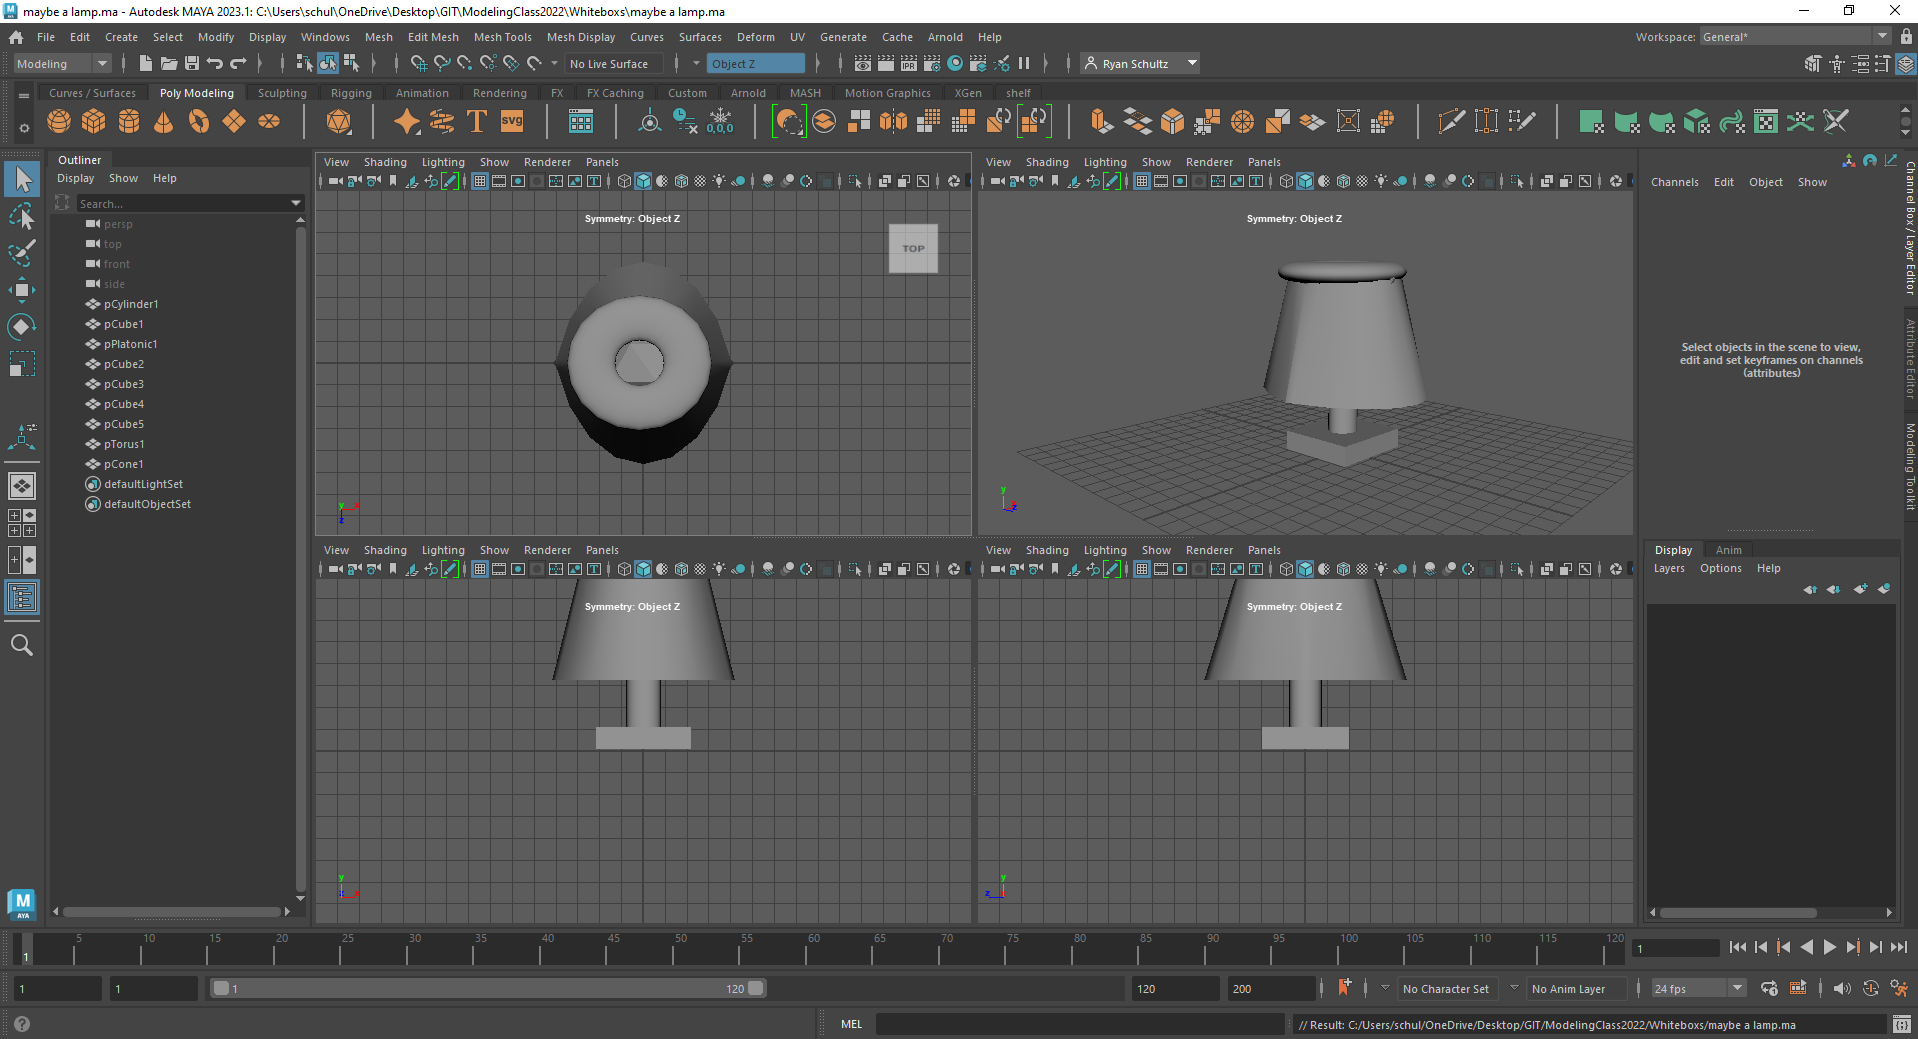 maybe a lamp.ma - Autodesk MAYA 2023.1: C:\Users\schul\OneDrive\Desktop\GIT\ModelingClass2022\Whiteboxs\maybe a lamp.ma
File Edit Create Select Modify Display Windows Mesh Edit Mesh Mesh Tools Mesh Display Curves Surfaces Deform UV Generate Cache Arnold Help
Workspace: General*
Modeling
No Live Surface
Object Z
Ryan Schultz
Curves / Surfaces Poly Modeling Sculpting Rigging Animation Rendering FX FX Caching Custom Arnold MASH Motion Graphics XGen shelf
T
svg
0,0,0
IPR
Outliner
Display Show Help
Search...
persp
top
front
side
pCylinder1
pCube1
pPlatonic1
pCube2
pCube3
pCube4
pCube5
pTorus1
pCone1
defaultLightSet
defaultObjectSet
View Shading Lighting Show Renderer Panels
Symmetry: Object Z
TOP
y x
z
View Shading Lighting Show Renderer Panels
Symmetry: Object Z
y
z
View Shading Lighting Show Renderer Panels
Symmetry: Object Z
y
z x
View Shading Lighting Show Renderer Panels
Symmetry: Object Z
y
z
Channels Edit Object Show
Select objects in the scene to view,
edit and set keyframes on channels
(attributes)
Channel Box / Layer Editor
Attribute Editor
Modeling Toolkit
Display Anim
Layers Options Help
M
AYA
5 10 15 20 25 30 35 40 45 50 55 60 65 70 75 80 85 90 95 100 105 110 115 120
1
1
1 1 1 120 120 200
No Character Set
No Anim Layer
24 fps
MEL
// Result: C:/Users/schul/OneDrive/Desktop/GIT/ModelingClass2022/Whiteboxs/maybe a lamp.ma